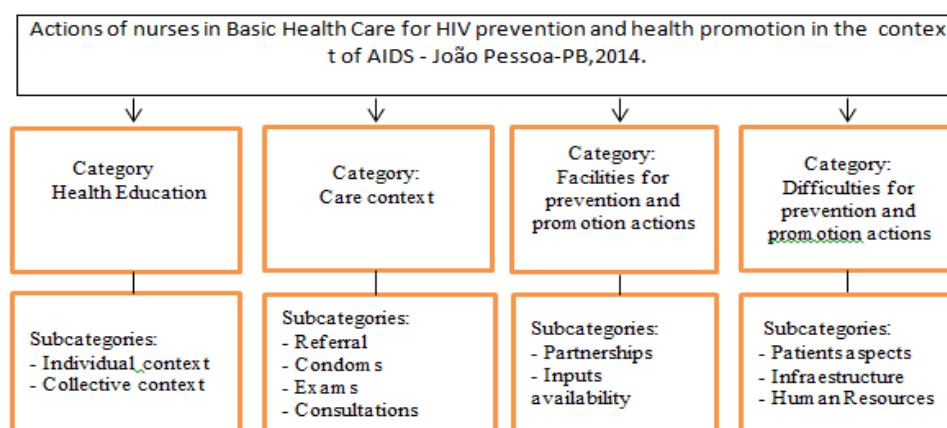 Actions of nurses in Basic Health Care for HIV prevention and health promotion in the contex
t of AIDS - João Pessoa-PB,2014.
Category
Health Education
Category:
Care context
Category:
Facilities for
prevention and
promotion actions
Category:
Difficulties for
prevention and
promotion actions
Subcategories:
- Individual context
- Collective context
Subcategories:
- Referral
- Condoms
- Exams
- Consultations
Subcategories:
- Partnerships
- Inputs
availability
Subcategories:
- Patients aspects
- Infraestructure
- Human Resources